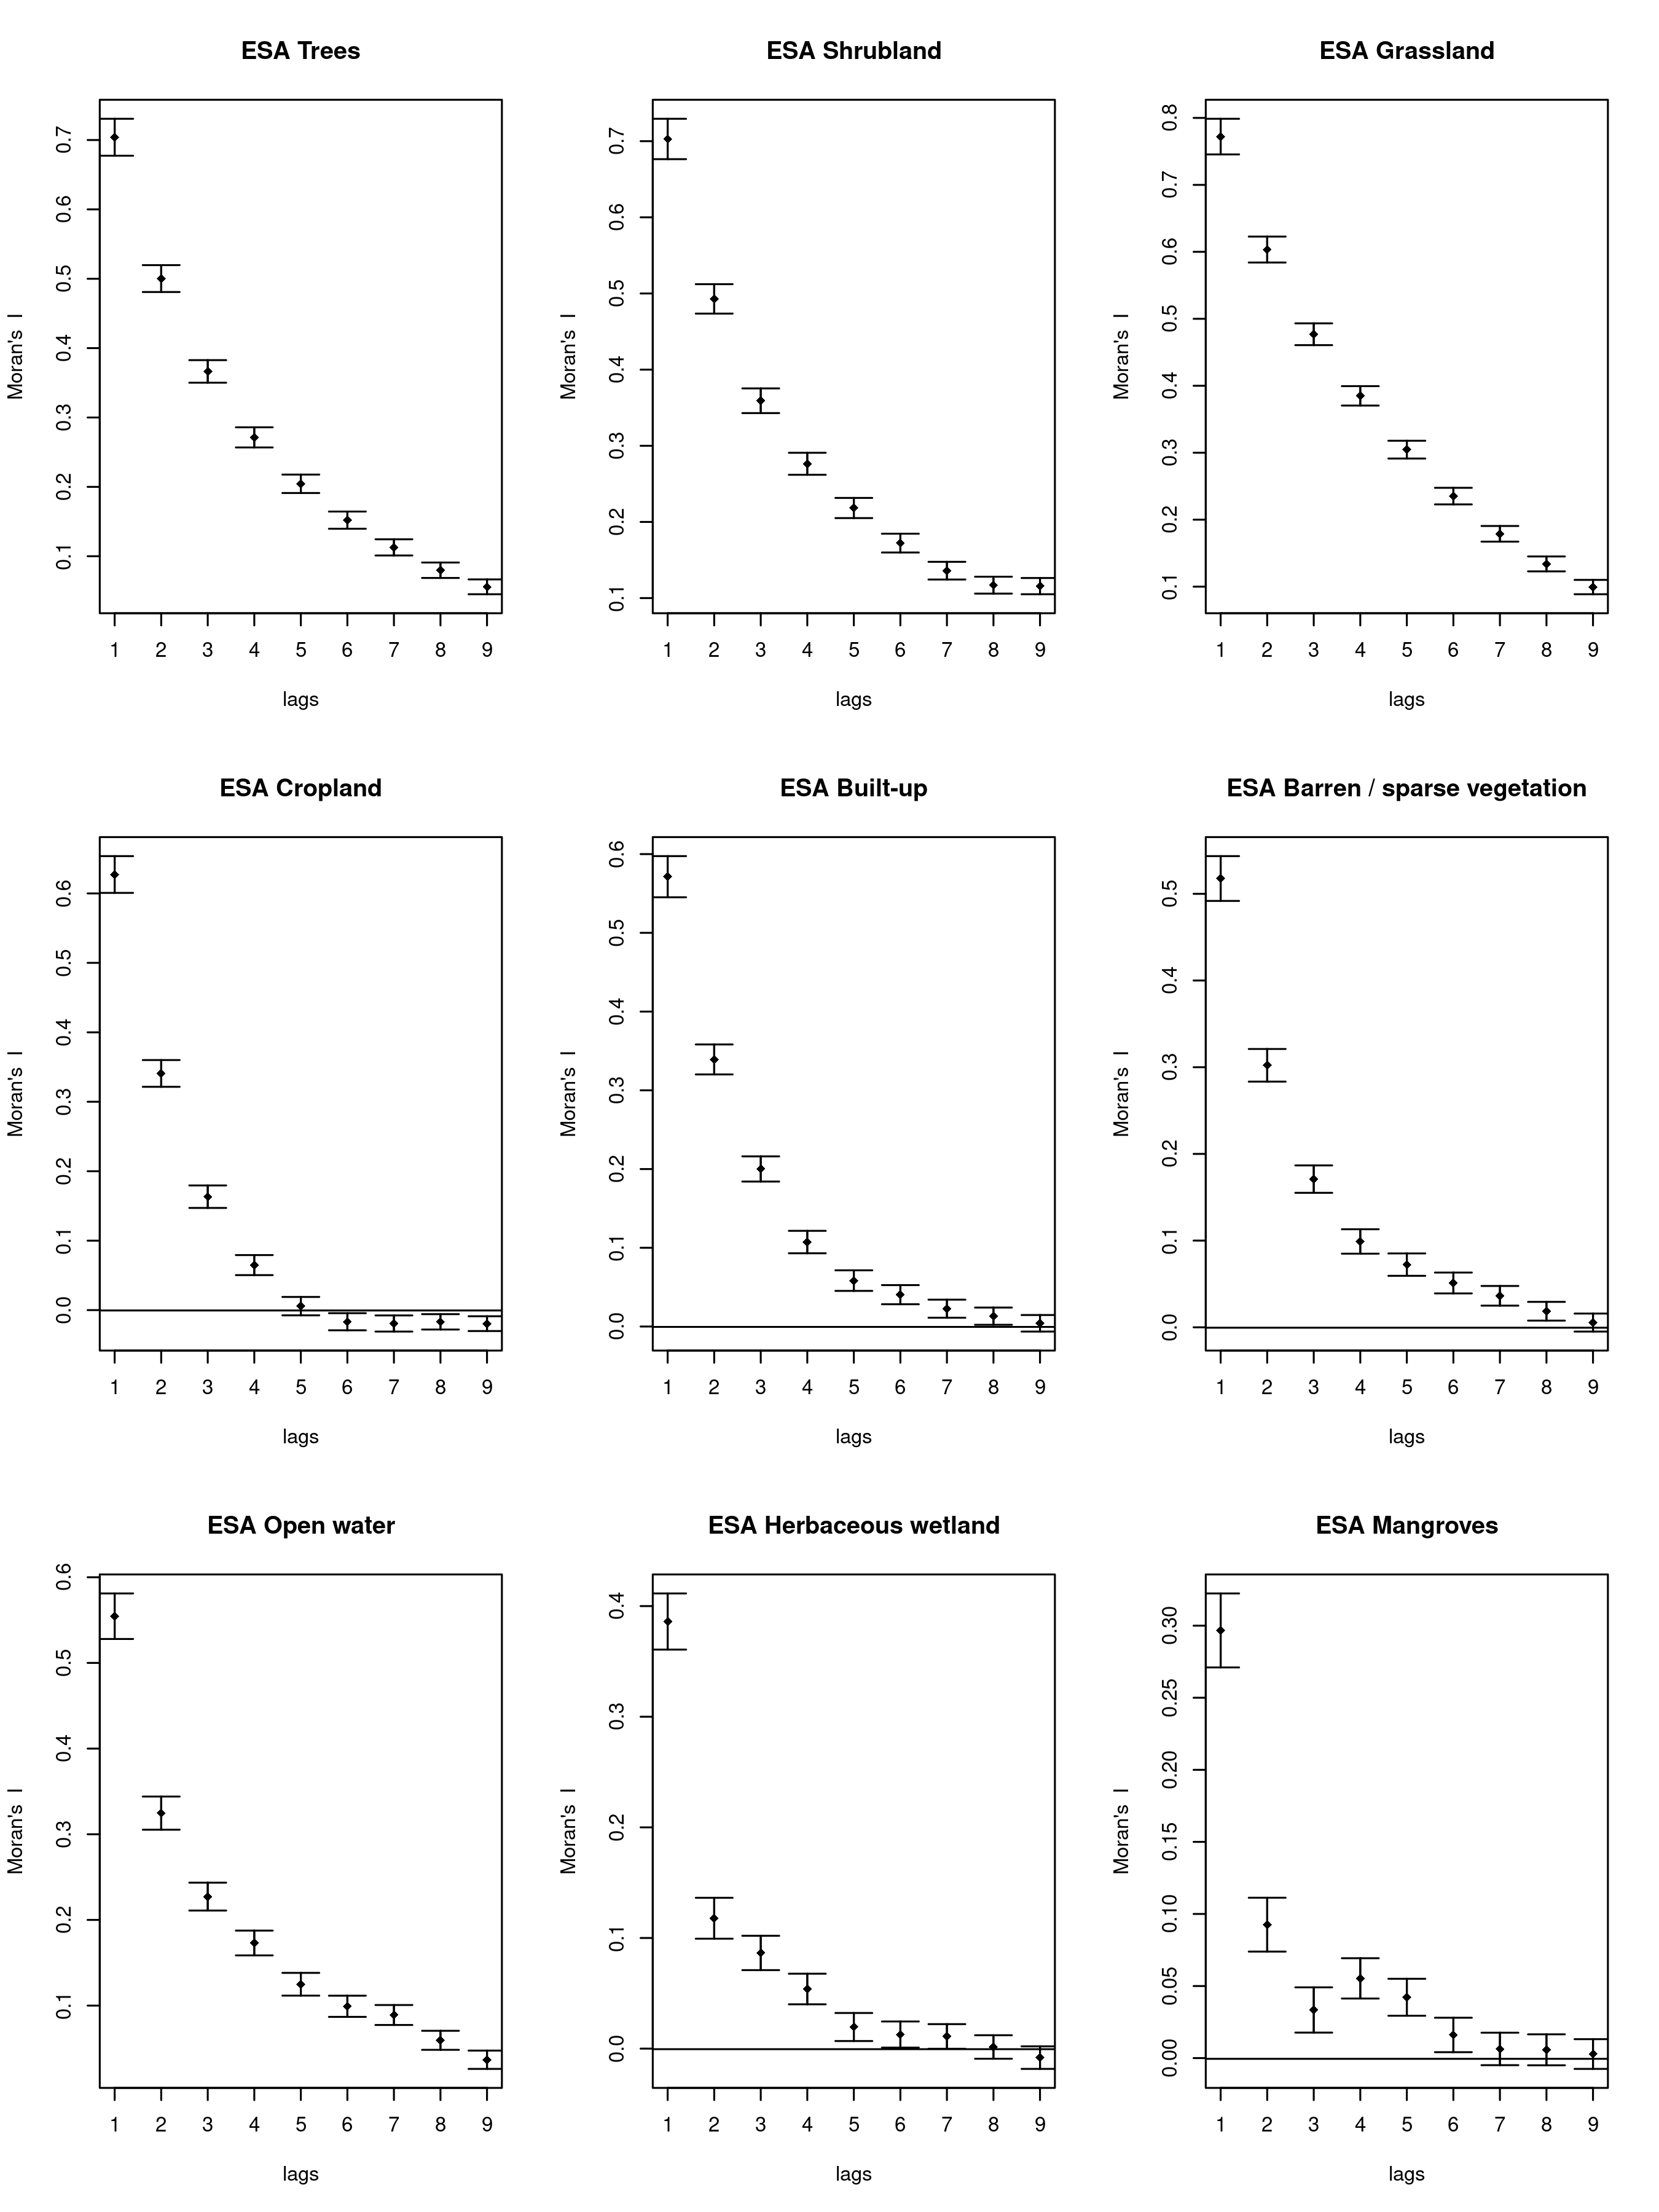 ESA Trees
ESA Shrubland
ESA Grassland
Moran's I
0.1 0.2 0.3 0.4 0.5 0.6 0.7
1 2 3 4 5 6 7 8 9
lags
Moran's I
0.1 0.2 0.3 0.4 0.5 0.6 0.7
1 2 3 4 5 6 7 8 9
lags
Moran's I
0.1 0.2 0.3 0.4 0.5 0.6 0.7 0.8
1 2 3 4 5 6 7 8 9
lags
ESA Cropland
ESA Built-up
ESA Barren / sparse vegetation
Moran's I
0.0 0.1 0.2 0.3 0.4 0.5 0.6
1 2 3 4 5 6 7 8 9
lags
Moran's I
0.0 0.1 0.2 0.3 0.4 0.5 0.6
1 2 3 4 5 6 7 8 9
lags
Moran's I
0.0 0.1 0.2 0.3 0.4 0.5
1 2 3 4 5 6 7 8 9
lags
ESA Open water
ESA Herbaceous wetland
ESA Mangroves
Moran's I
0.1 0.2 0.3 0.4 0.5 0.6
1 2 3 4 5 6 7 8 9
lags
Moran's I
0.0 0.1 0.2 0.3 0.4
1 2 3 4 5 6 7 8 9
lags
Moran's I
0.00 0.05 0.10 0.15 0.20 0.25 0.30
1 2 3 4 5 6 7 8 9
lags